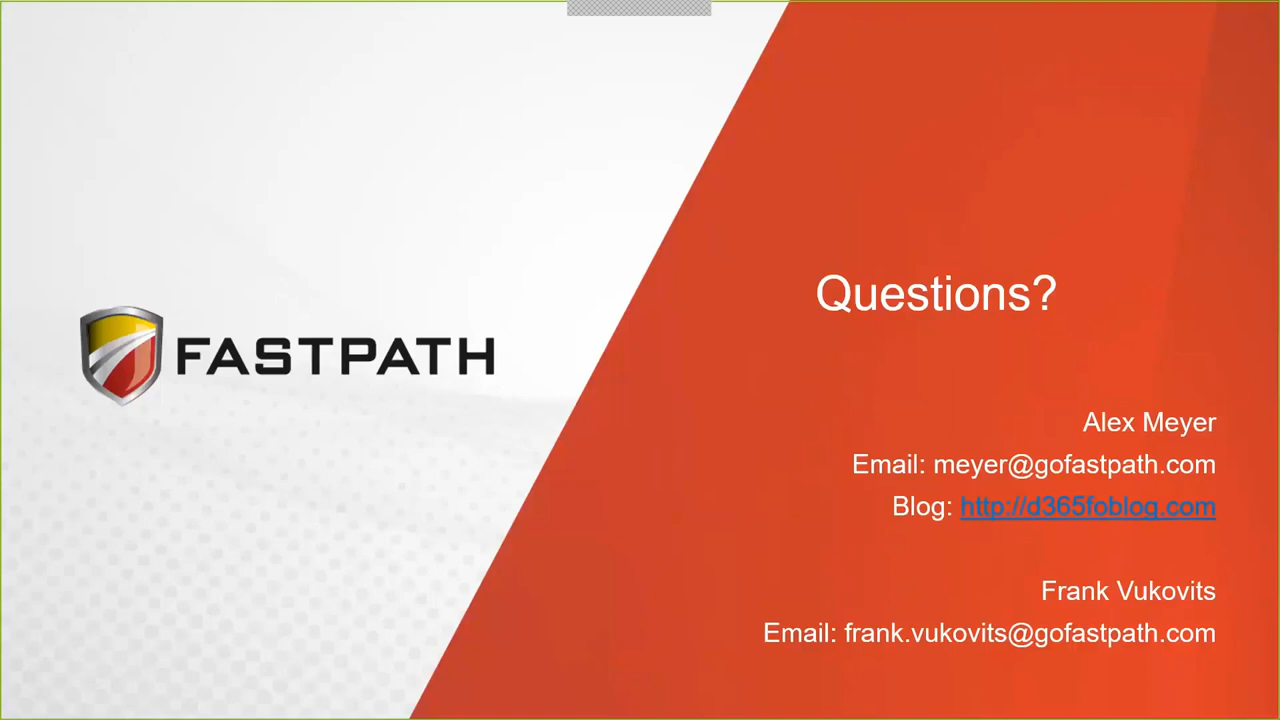 FASTPATH
Questions?
Alex Meyer
Email: meyer@gofastpath.com
Blog: http://d365foblog.com
Frank Vukovits
Email: frank.vukovits@gofastpath.com